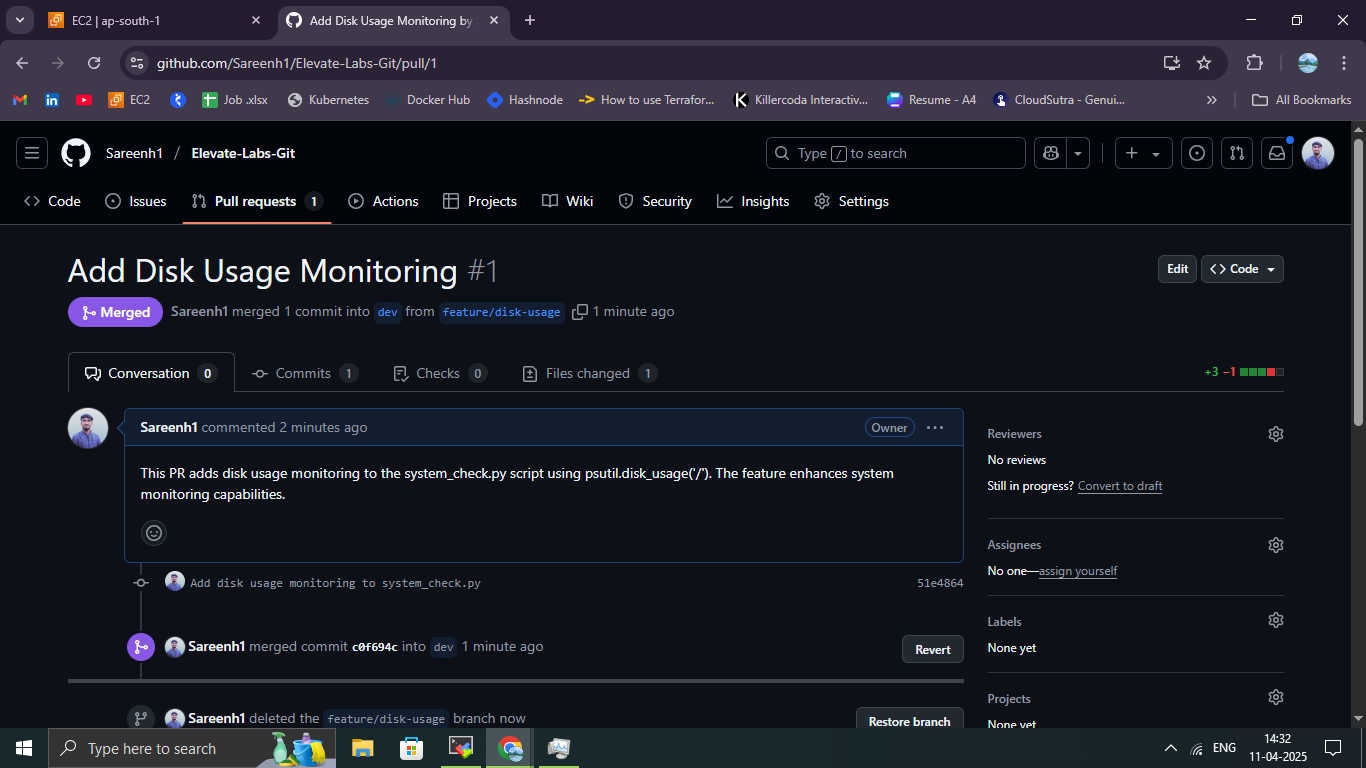 EC2 | ap-south-1
Add Disk Usage Monitoring by
github.com/Sareenh1/Elevate-Labs-Git/pull/1
EC2
Job .xlsx
Kubernetes
Docker Hub
Hashnode
How to use Terrafor...
Killercoda Interactiv...
Resume - A4
CloudSutra - Genui...
All Bookmarks
Sareenh1 / Elevate-Labs-Git
Type / to search
Code
Issues
Pull requests 1
Actions
Projects
Wiki
Security
Insights
Settings
Add Disk Usage Monitoring #1
Edit
Code
Merged
Sareenh1 merged 1 commit into dev from feature/disk-usage 1 minute ago
Conversation 0
Commits 1
Checks 0
Files changed 1
+3 −1
Sareenh1 commented 2 minutes ago
Owner
This PR adds disk usage monitoring to the system_check.py script using psutil.disk_usage('/'). The feature enhances system
monitoring capabilities.
Add disk usage monitoring to system_check.py
51e4864
Sareenh1 merged commit c0f694c into dev 1 minute ago
Revert
Sareenh1 deleted the feature/disk-usage branch now
Restore branch
Reviewers
No reviews
Still in progress? Convert to draft
Assignees
No one—assign yourself
Labels
None yet
Projects
None yet
Type here to search
ENG
14:32
11-04-2025